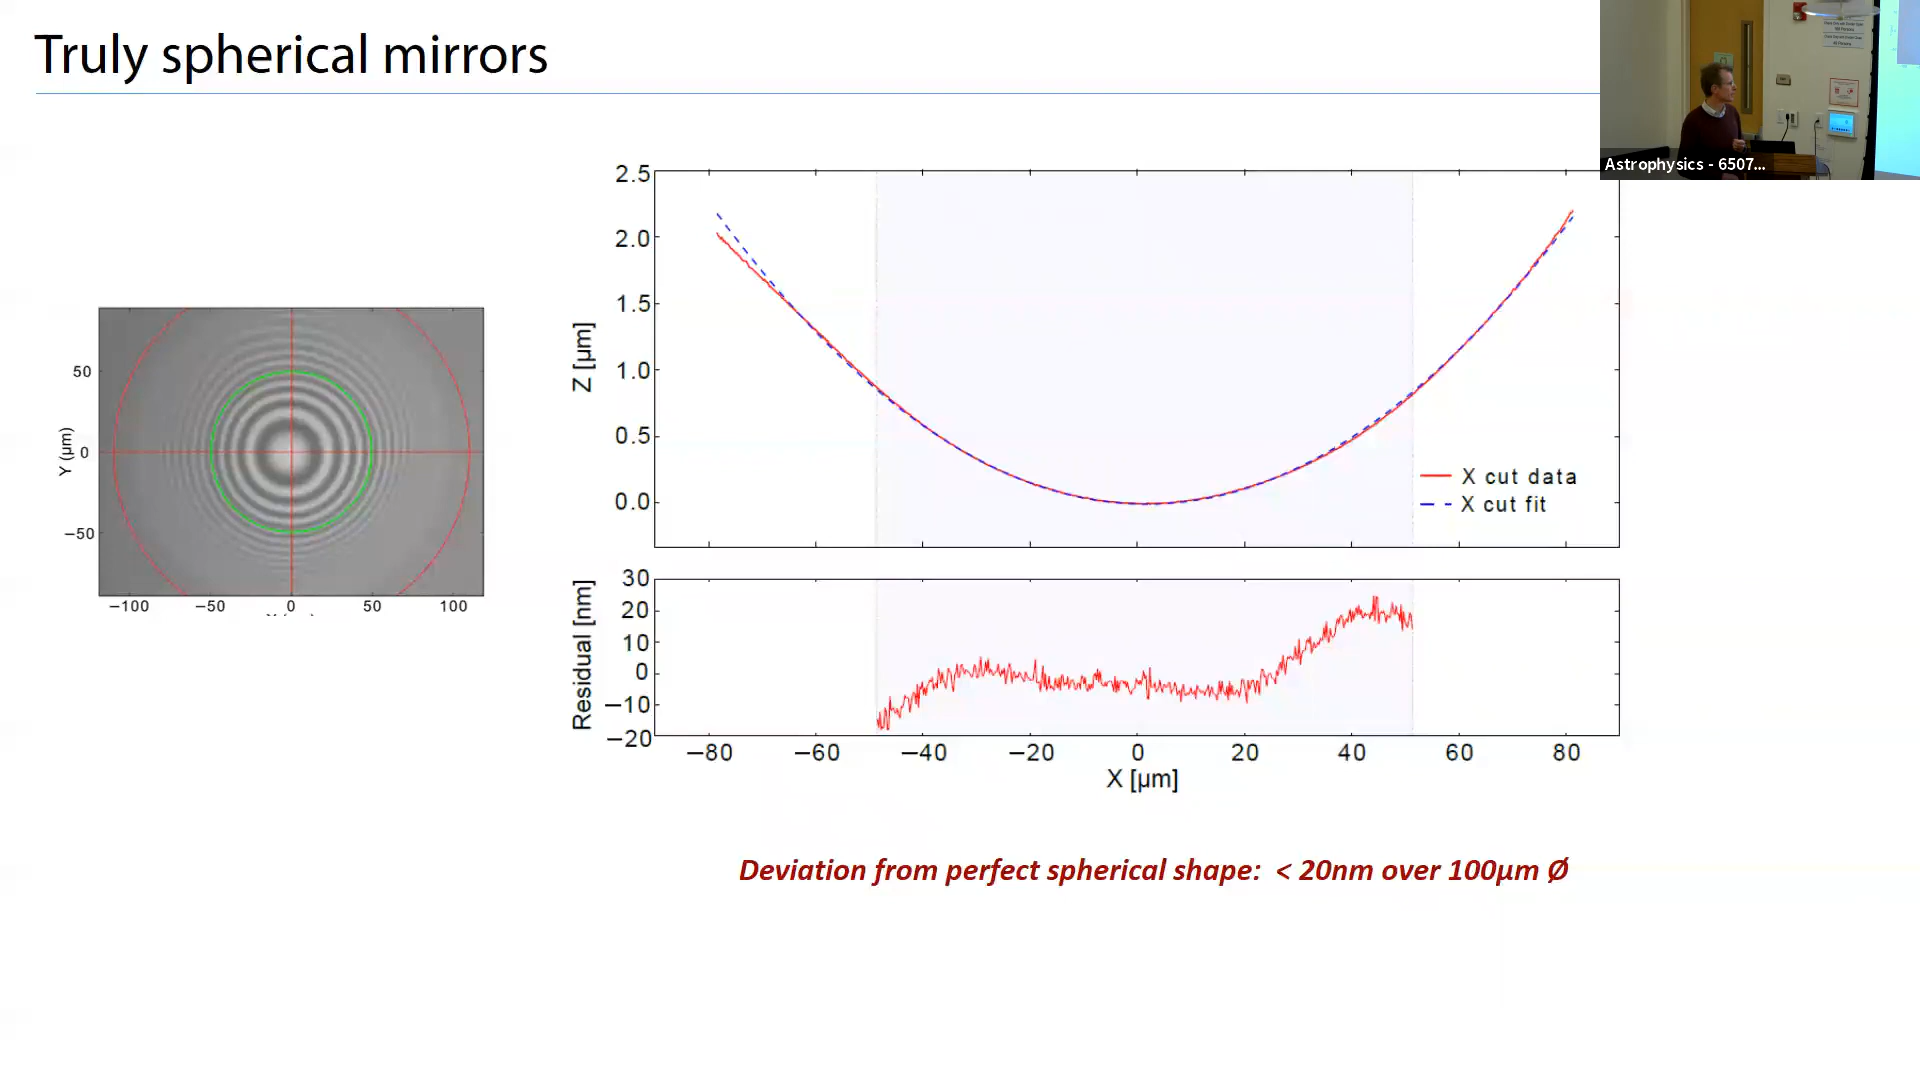 Truly spherical mirrors
Astrophysics - 6507...
2.5
2.0
1.5
1.0
0.5
0.0
Z [µm]
X cut data
X cut fit
30
20
10
0
−10
−20
Residual [nm]
−80 −60 −40 −20 0 20 40 60 80
X [µm]
50
0
−50
Y (µm)
−100 −50 0 50 100
Deviation from perfect spherical shape: < 20nm over 100µm Ø